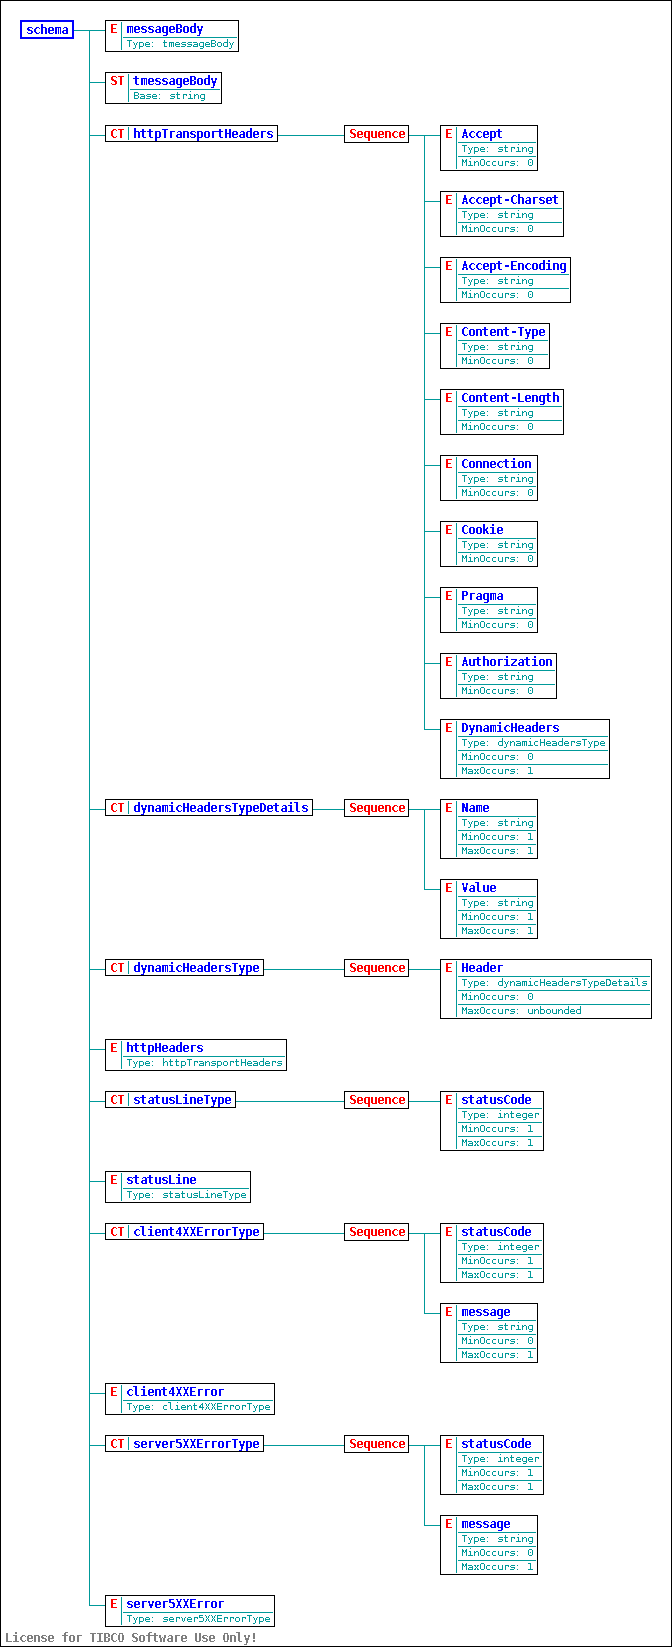 schema
E messageBody
Type: tmessageBody
ST tmessageBody
Base: string
CT httpTransportHeaders
Sequence
E Accept
Type: string
MinOccurs: 0
E Accept-Charset
Type: string
MinOccurs: 0
E Accept-Encoding
Type: string
MinOccurs: 0
E Content-Type
Type: string
MinOccurs: 0
E Content-Length
Type: string
MinOccurs: 0
E Connection
Type: string
MinOccurs: 0
E Cookie
Type: string
MinOccurs: 0
E Pragma
Type: string
MinOccurs: 0
E Authorization
Type: string
MinOccurs: 0
E DynamicHeaders
Type: dynamicHeadersType
MinOccurs: 0
MaxOccurs: 1
CT dynamicHeadersTypeDetails
Sequence
E Name
Type: string
MinOccurs: 1
MaxOccurs: 1
E Value
Type: string
MinOccurs: 1
MaxOccurs: 1
CT dynamicHeadersType
Sequence
E Header
Type: dynamicHeadersTypeDetails
MinOccurs: 0
MaxOccurs: unbounded
E httpHeaders
Type: httpTransportHeaders
CT statusLineType
Sequence
E statusCode
Type: integer
MinOccurs: 1
MaxOccurs: 1
E statusLine
Type: statusLineType
CT client4XXErrorType
Sequence
E statusCode
Type: integer
MinOccurs: 1
MaxOccurs: 1
E message
Type: string
MinOccurs: 0
MaxOccurs: 1
E client4XXError
Type: client4XXErrorType
CT server5XXErrorType
Sequence
E statusCode
Type: integer
MinOccurs: 1
MaxOccurs: 1
E message
Type: string
MinOccurs: 0
MaxOccurs: 1
E server5XXError
Type: server5XXErrorType
License for TIBCO Software Use Only!